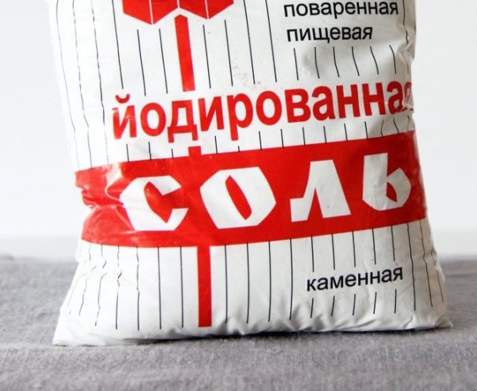 поваренная
пищевая
йодированная
СОЛЬ
каменная